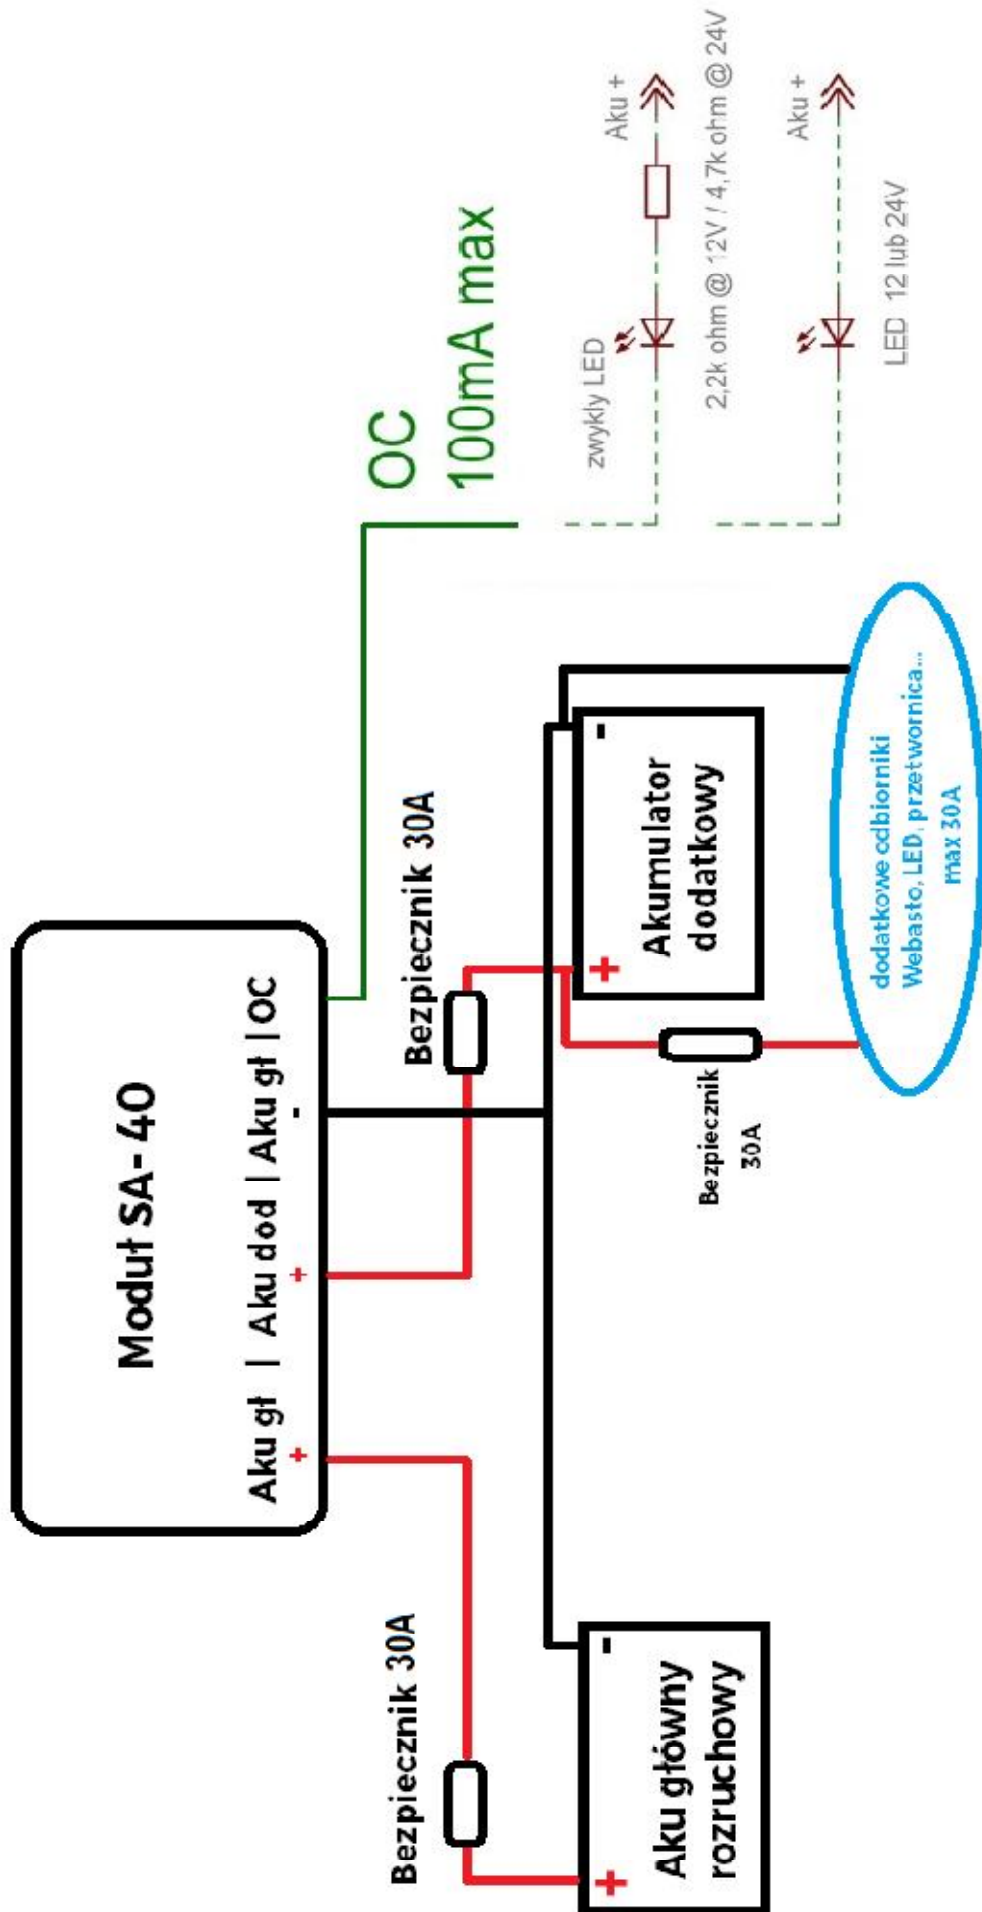 Moduł SA-40
Aku gł | Aku dod | Aku gł | OC
+ + -
OC
100mA max
Bezpiecznik 30A
Bezpiecznik 30A
Aku główny
rozruchowy
+ -
Akumulator
dodatkowy
+ -
Bezpiecznik
30A
dodatkowe odbiorniki
Webasto, LED, przetwornica...
max 30A
zwykły LED
Aku +
2,2k ohm @ 12V / 4,7k ohm @ 24V
Aku +
LED 12 lub 24V